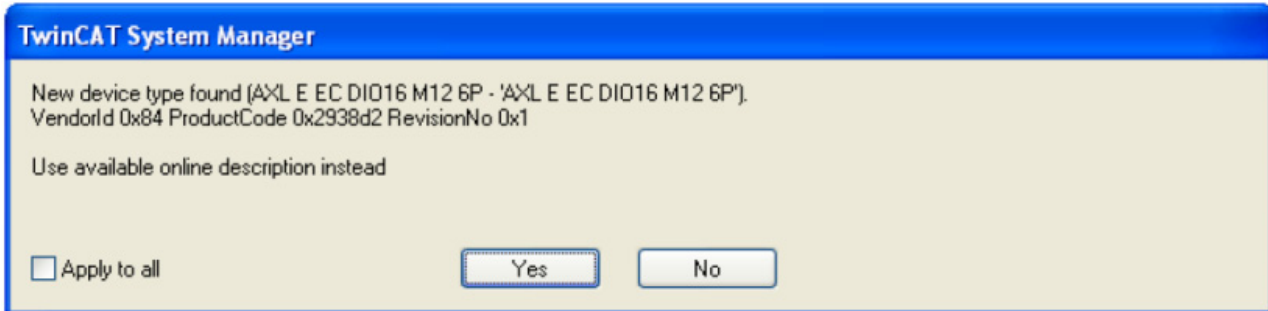 TwinCAT System Manager
New device type found (AXL E EC DIO16 M12 6P - 'AXL E EC DIO16 M12 6P').
VendorId 0x84 ProductCode 0x2938d2 RevisionNo 0x1
Use available online description instead
Apply to all
Yes
No